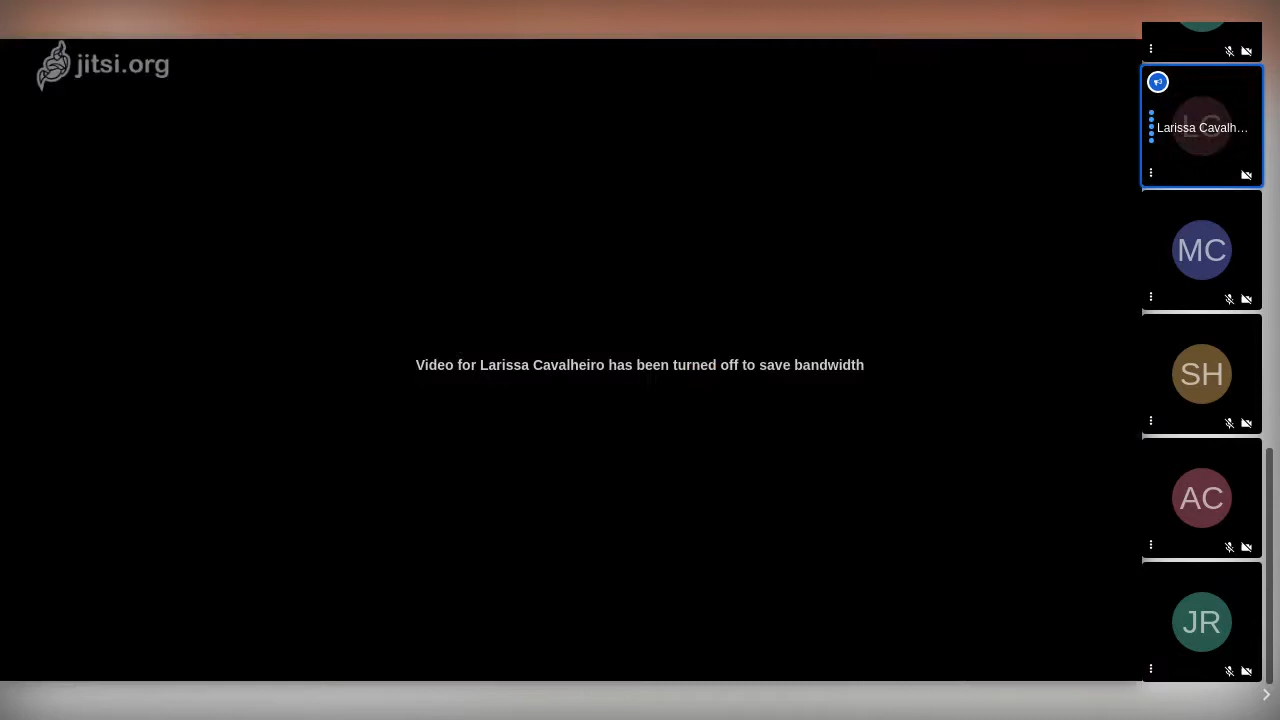 jitsi.org
LC
Larissa Cavalh…
MC
Video for Larissa Cavalheiro has been turned off to save bandwidth
SH
AC
JR